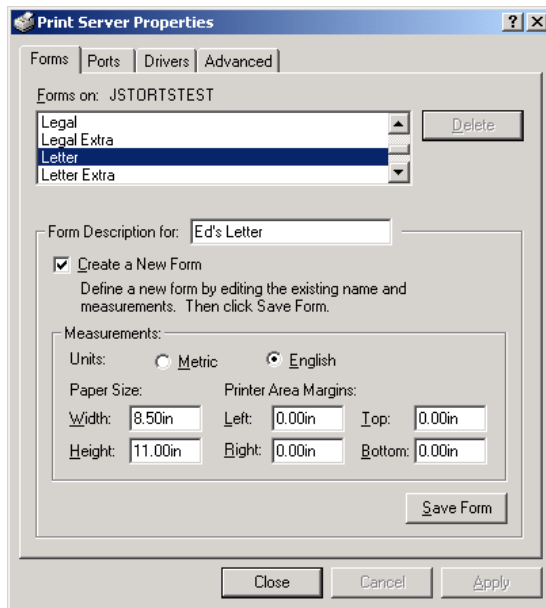 Print Server Properties
Forms Ports Drivers Advanced
Forms on: JSTORTSTEST
Legal
Legal Extra
Letter
Letter Extra
Delete
Form Description for: Ed's Letter
Create a New Form
Define a new form by editing the existing name and
measurements. Then click Save Form.
Measurements:
Units: Metric English
Paper Size: Printer Area Margins:
Width: 8.50in Left: 0.00in Top: 0.00in
Height: 11.00in Right: 0.00in Bottom: 0.00in
Save Form
Close Cancel Apply